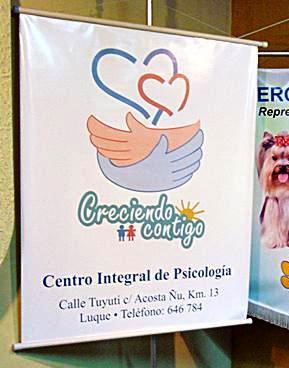 Creciendo
contigo
Centro Integral de Psicología
Calle Tuyuti c/ Acosta Ñu, Km. 13
Luque • Teléfono: 646 784